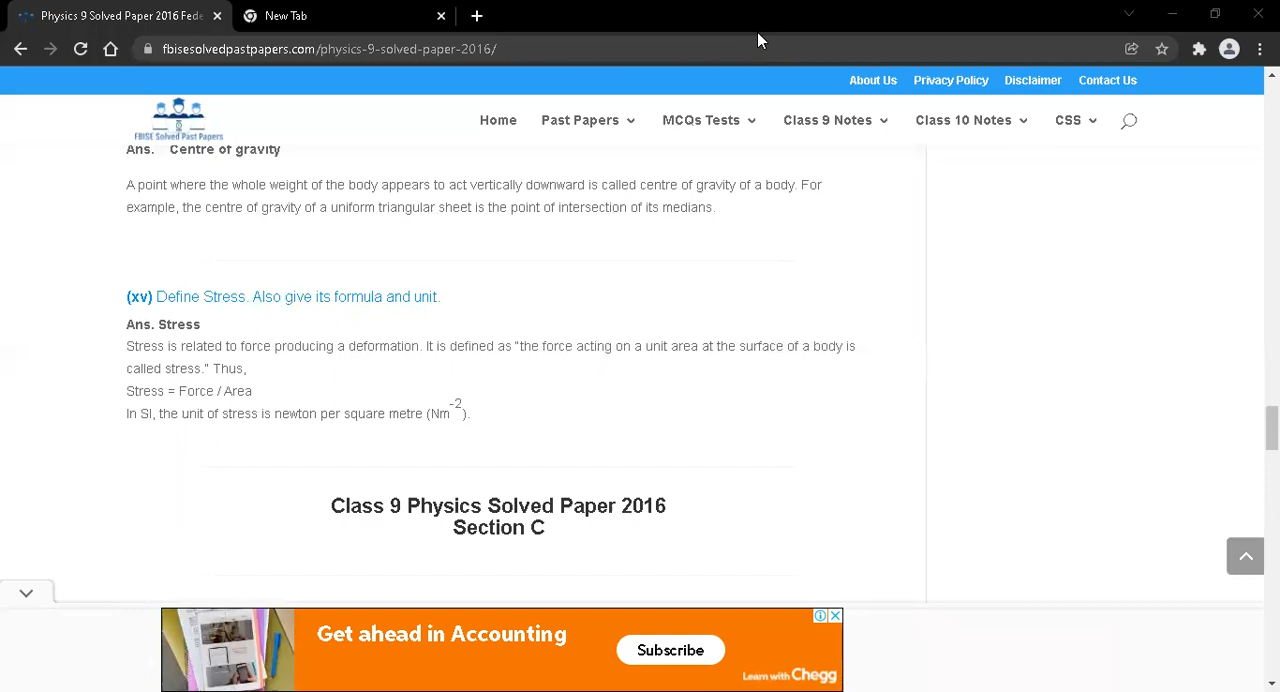 Physics 9 Solved Paper 2016 Fede
New Tab
fbisesolvedpastpapers.com/physics-9-solved-paper-2016/
About Us Privacy Policy Disclaimer Contact Us
FBISE Solved Past Papers
Home Past Papers MCQs Tests Class 9 Notes Class 10 Notes CSS
Ans. Centre of gravity
A point where the whole weight of the body appears to act vertically downward is called centre of gravity of a body. For
example, the centre of gravity of a uniform triangular sheet is the point of intersection of its medians.
(xv) Define Stress. Also give its formula and unit.
Ans. Stress
Stress is related to force producing a deformation. It is defined as “the force acting on a unit area at the surface of a body is
called stress.” Thus,
Stress = Force / Area
In SI, the unit of stress is newton per square metre (Nm⁻²).
Class 9 Physics Solved Paper 2016
Section C
Get ahead in Accounting
Subscribe
Learn with Chegg